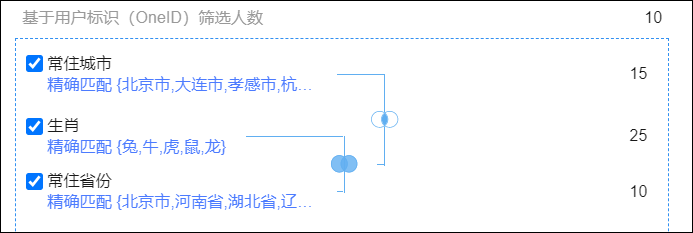 基于用户标识（OneID）筛选人数 10
常住城市
精确匹配 {北京市,大连市,孝感市,杭... 15
生肖
精确匹配 {兔,牛,虎,鼠,龙} 25
常住省份
精确匹配 {北京市,河南省,湖北省,辽... 10